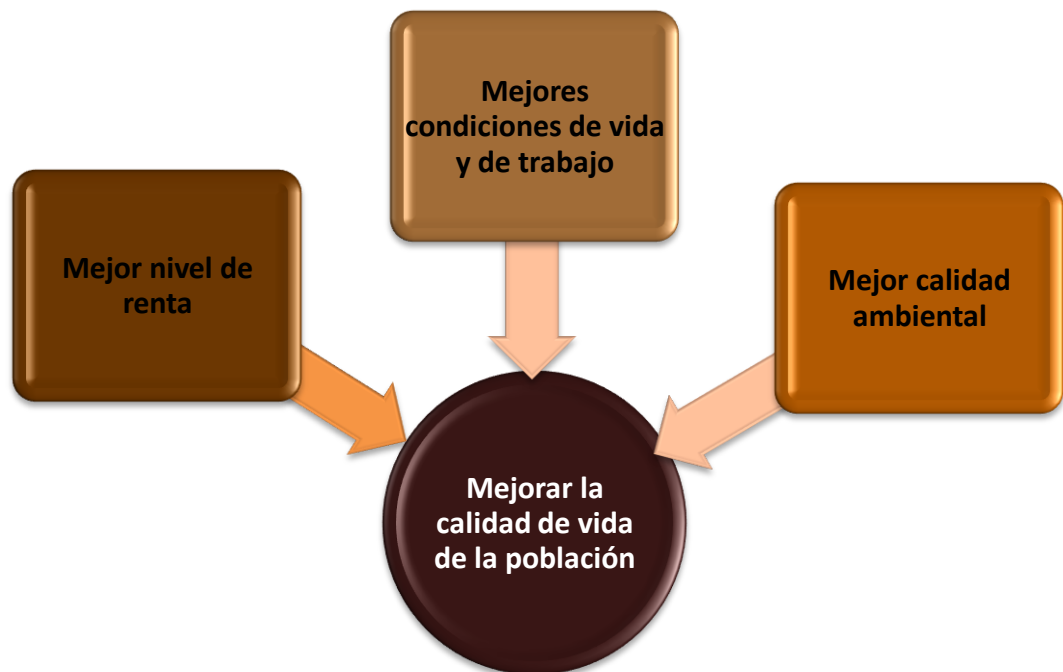 Mejores
condiciones de vida
y de trabajo
Mejor nivel de
renta
Mejor calidad
ambiental
Mejorar la
calidad de vida
de la población